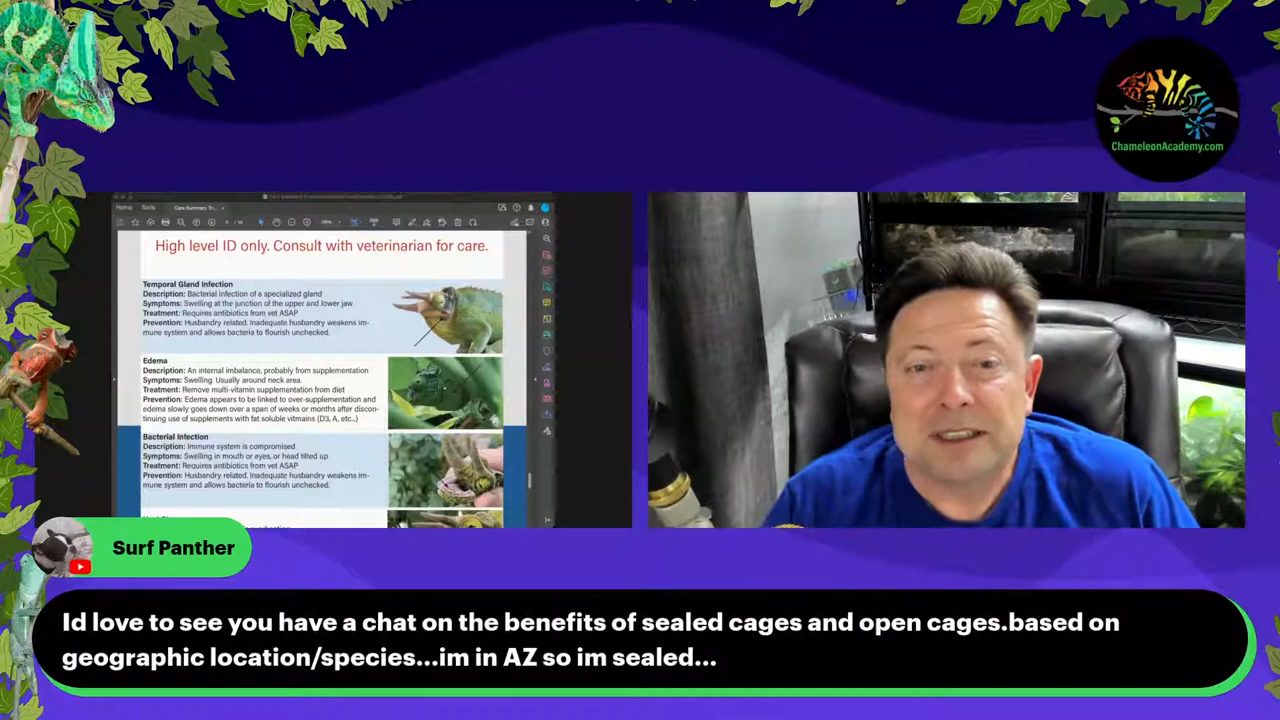 ChameleonAcademy.com
Home Tools
High level ID only. Consult with veterinarian for care.
Temporal Gland Infection
Description: Bacterial infection of a specialized gland
Symptoms: Swelling at the junction of the upper and lower jaw
Treatment: Requires antibiotics from vet ASAP
Prevention: Husbandry related. Inadequate husbandry weakens im-
mune system and allows bacteria to flourish unchecked.
Edema
Description: An internal imbalance, probably from supplementation
Symptoms: Swelling. Usually around neck area.
Treatment: Remove multi-vitamin supplementation from diet
Prevention: Edema appears to be linked to over-supplementation and
edema slowly goes down over a span of weeks or months after discon-
tinuing use of supplements with fat soluble vitmains (D3, A, etc..)
Bacterial Infection
Description: Immune system is compromised
Symptoms: Swelling in mouth or eyes, or head tilted up
Treatment: Requires antibiotics from vet ASAP
Prevention: Husbandry related. Inadequate husbandry weakens im-
mune system and allows bacteria to flourish unchecked.
Surf Panther
Id love to see you have a chat on the benefits of sealed cages and open cages.based on
geographic location/species...im in AZ so im sealed...